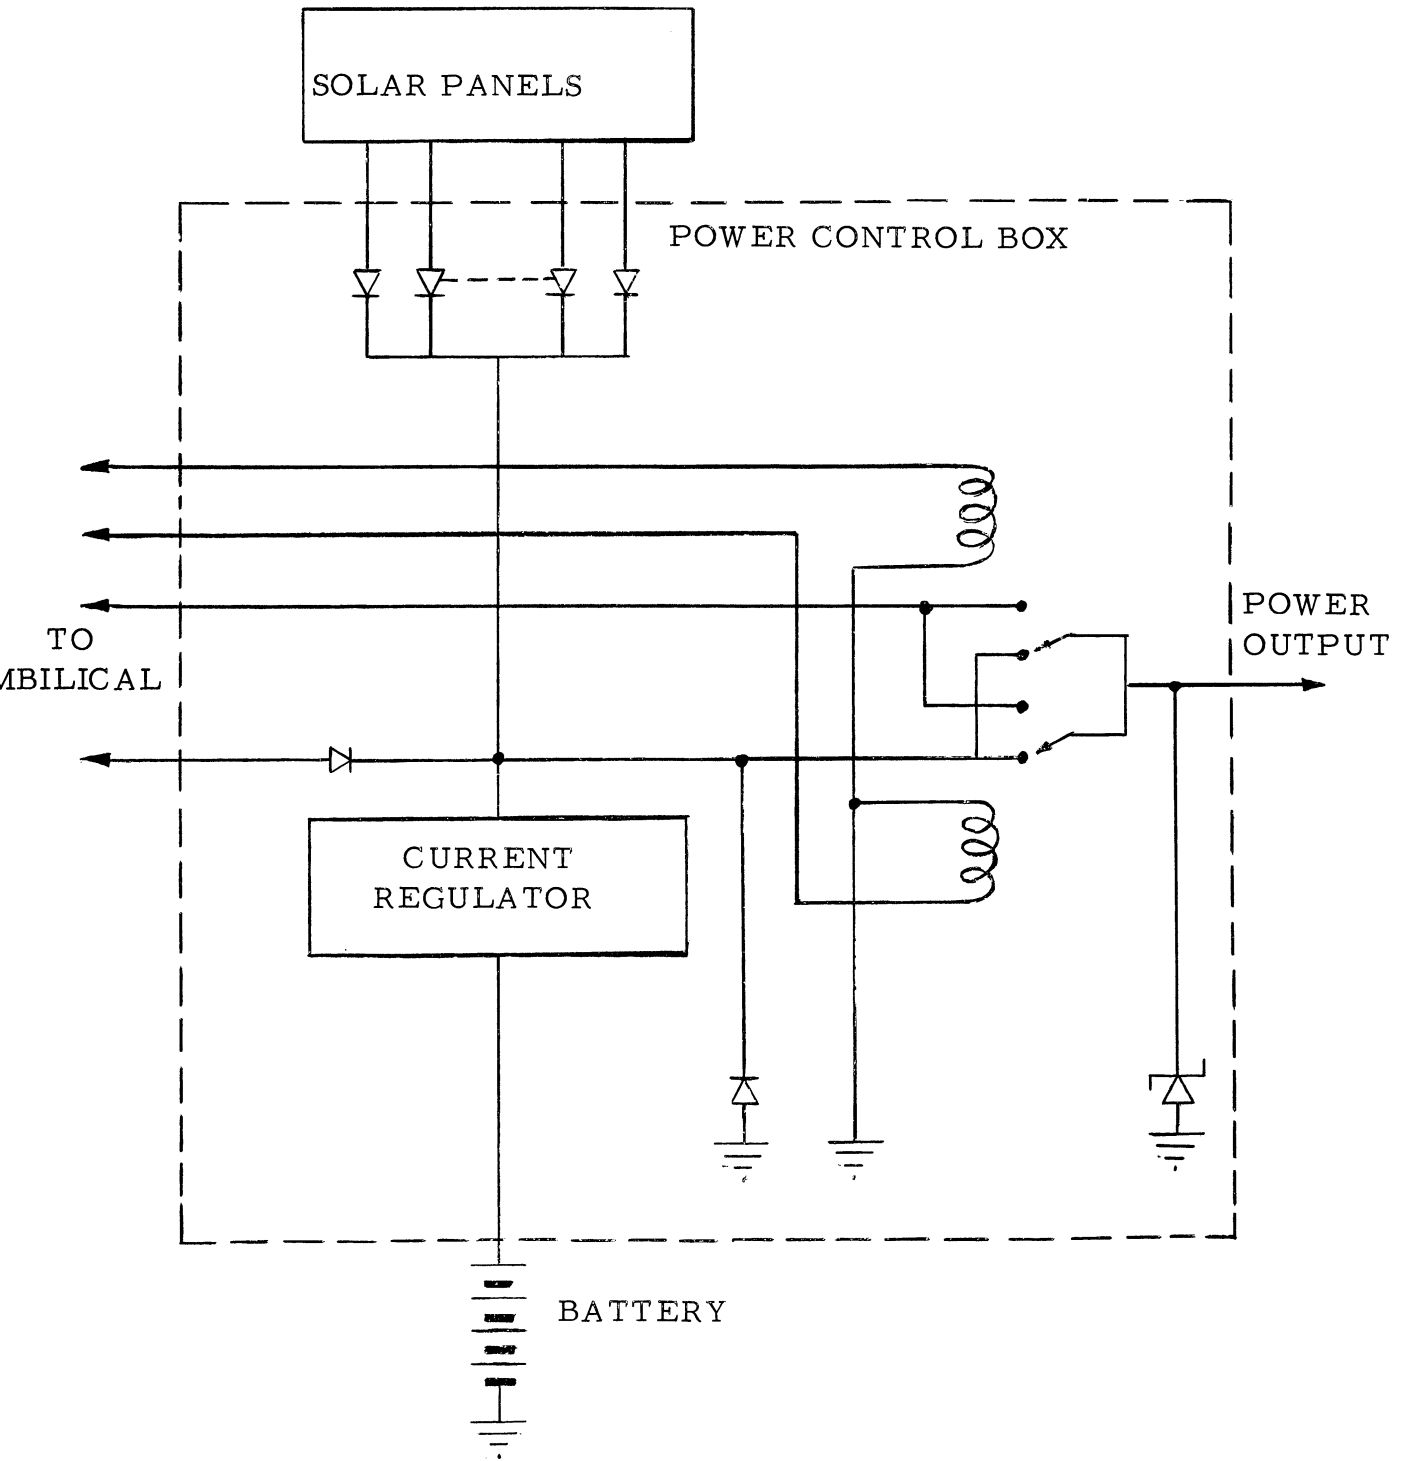 SOLAR PANELS
POWER CONTROL BOX
POWER
OUTPUT
TO
MBILICAL
CURRENT
REGULATOR
BATTERY